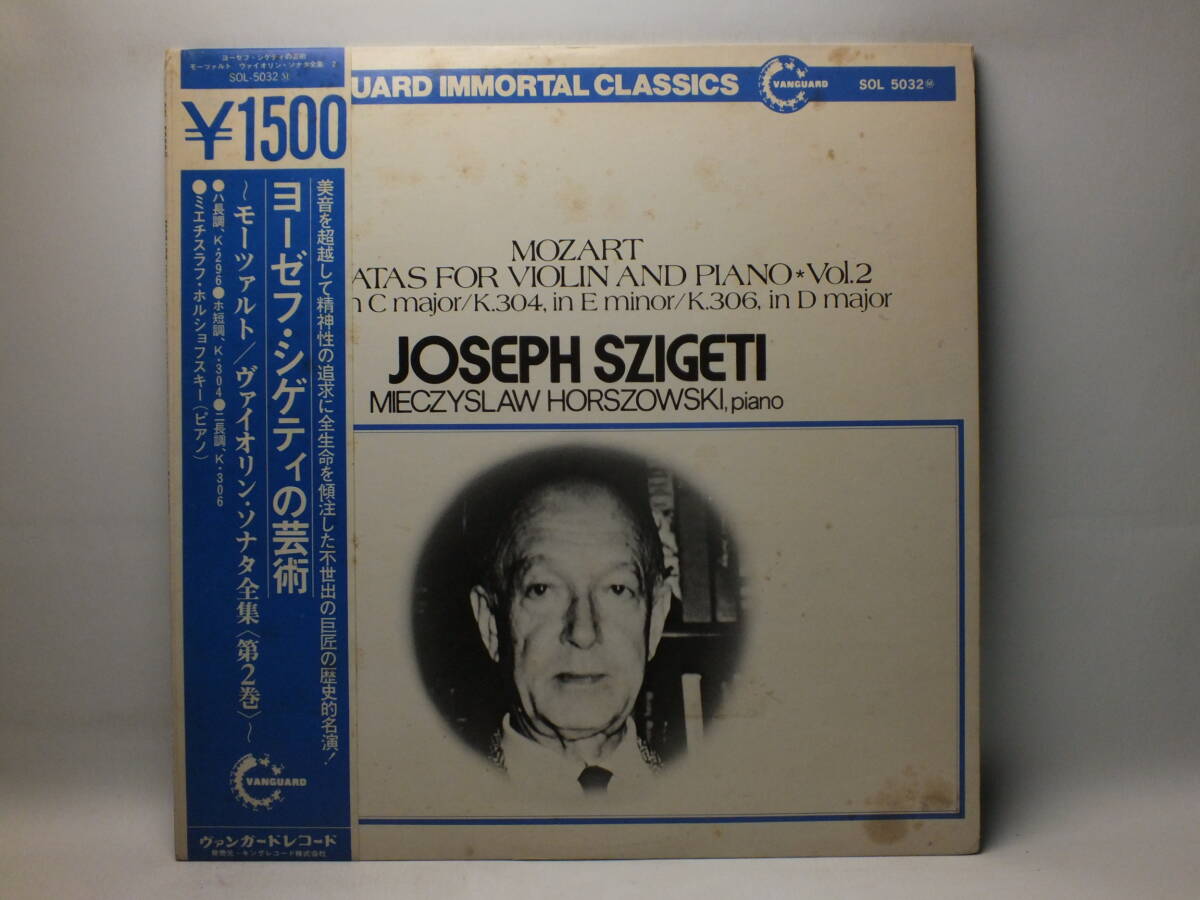 ヨーゼフ・シゲティの芸術
モーツァルト ヴァイオリン・ソナタ全集 2
SOL-5032 Ⓜ
¥1500
美音を超越して精神性の追求に全生命を傾注した不世出の巨匠の歴史的名演!
ヨーゼフ・シゲティの芸術
~モーツァルト/ヴァイオリン・ソナタ全集〈第2巻〉~
●ハ長調、K・296●ホ短調、K・304●ニ長調、K・306
●ミエチスラフ・ホルショフスキー(ピアノ)
VANGUARD
ヴァンガードレコード
発売元・キングレコード株式会社
UARD IMMORTAL CLASSICS
VANGUARD
SOL 5032Ⓜ
MOZART
ATAS FOR VIOLIN AND PIANO*Vol.2
n C major/K.304, in E minor/K.306, in D major
JOSEPH SZIGETI
MIECZYSLAW HORSZOWSKI, piano